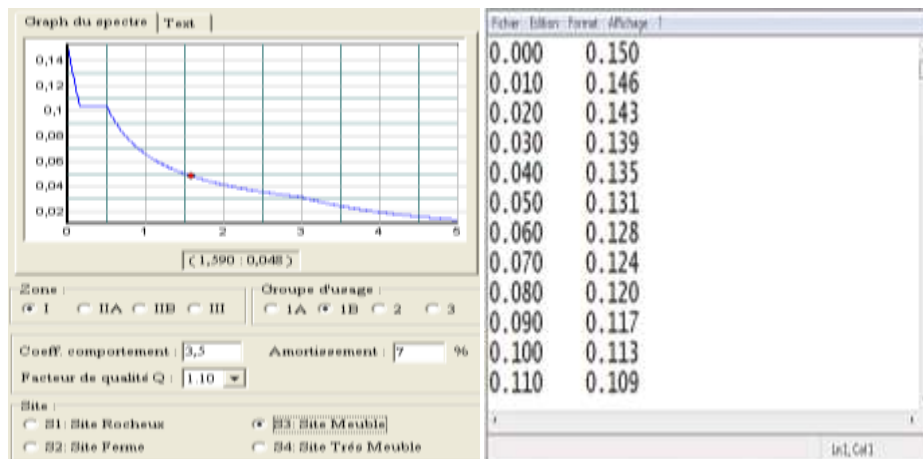 Graph du spectre Text
0,14
0,12
0,1
0,08
0,06
0,04
0,02
0 1 2 3 4 5
( 1,590 : 0,048 )
Zone :
I IIA IIB III
Groupe d'usage :
1A 1B 2 3
Coeff. comportement : 3,5
Amortissement : 7 %
Facteur de qualité Q : 1.10
Site :
S1: Site Rocheux
S3: Site Meuble
S2: Site Ferme
S4: Site Trés Meuble
Fichier Edition Format Affichage ?
0.000 0.150
0.010 0.146
0.020 0.143
0.030 0.139
0.040 0.135
0.050 0.131
0.060 0.128
0.070 0.124
0.080 0.120
0.090 0.117
0.100 0.113
0.110 0.109
Ln1, Col1